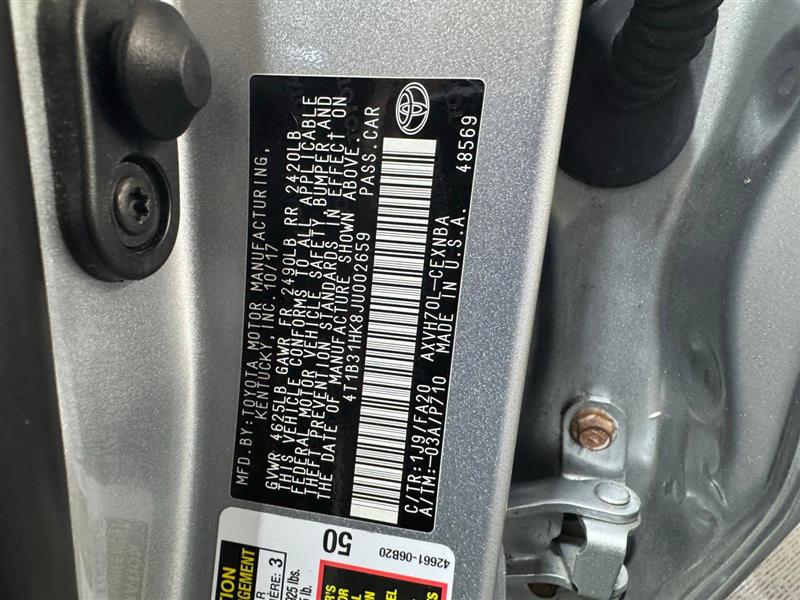 MFD.BY:TOYOTA MOTOR MANUFACTURING,
KENTUCKY, INC. 10/17
GVWR 4625LB GAWR FR 2490LB RR 2420LB
THIS VEHICLE CONFORMS TO ALL APPLICABLE
FEDERAL MOTOR VEHICLE SAFETY, BUMPER, AND
THEFT PREVENTION STANDARDS IN EFFECT ON
THE DATE OF MANUFACTURE SHOWN ABOVE.
4T1B31HK8JU002659 PASS.CAR
C/TR:1J9/FA20 AXVH70L-CEXNBA
A/TM:-03A/P710 MADE IN U.S.A.
48569
50
42661-06B20